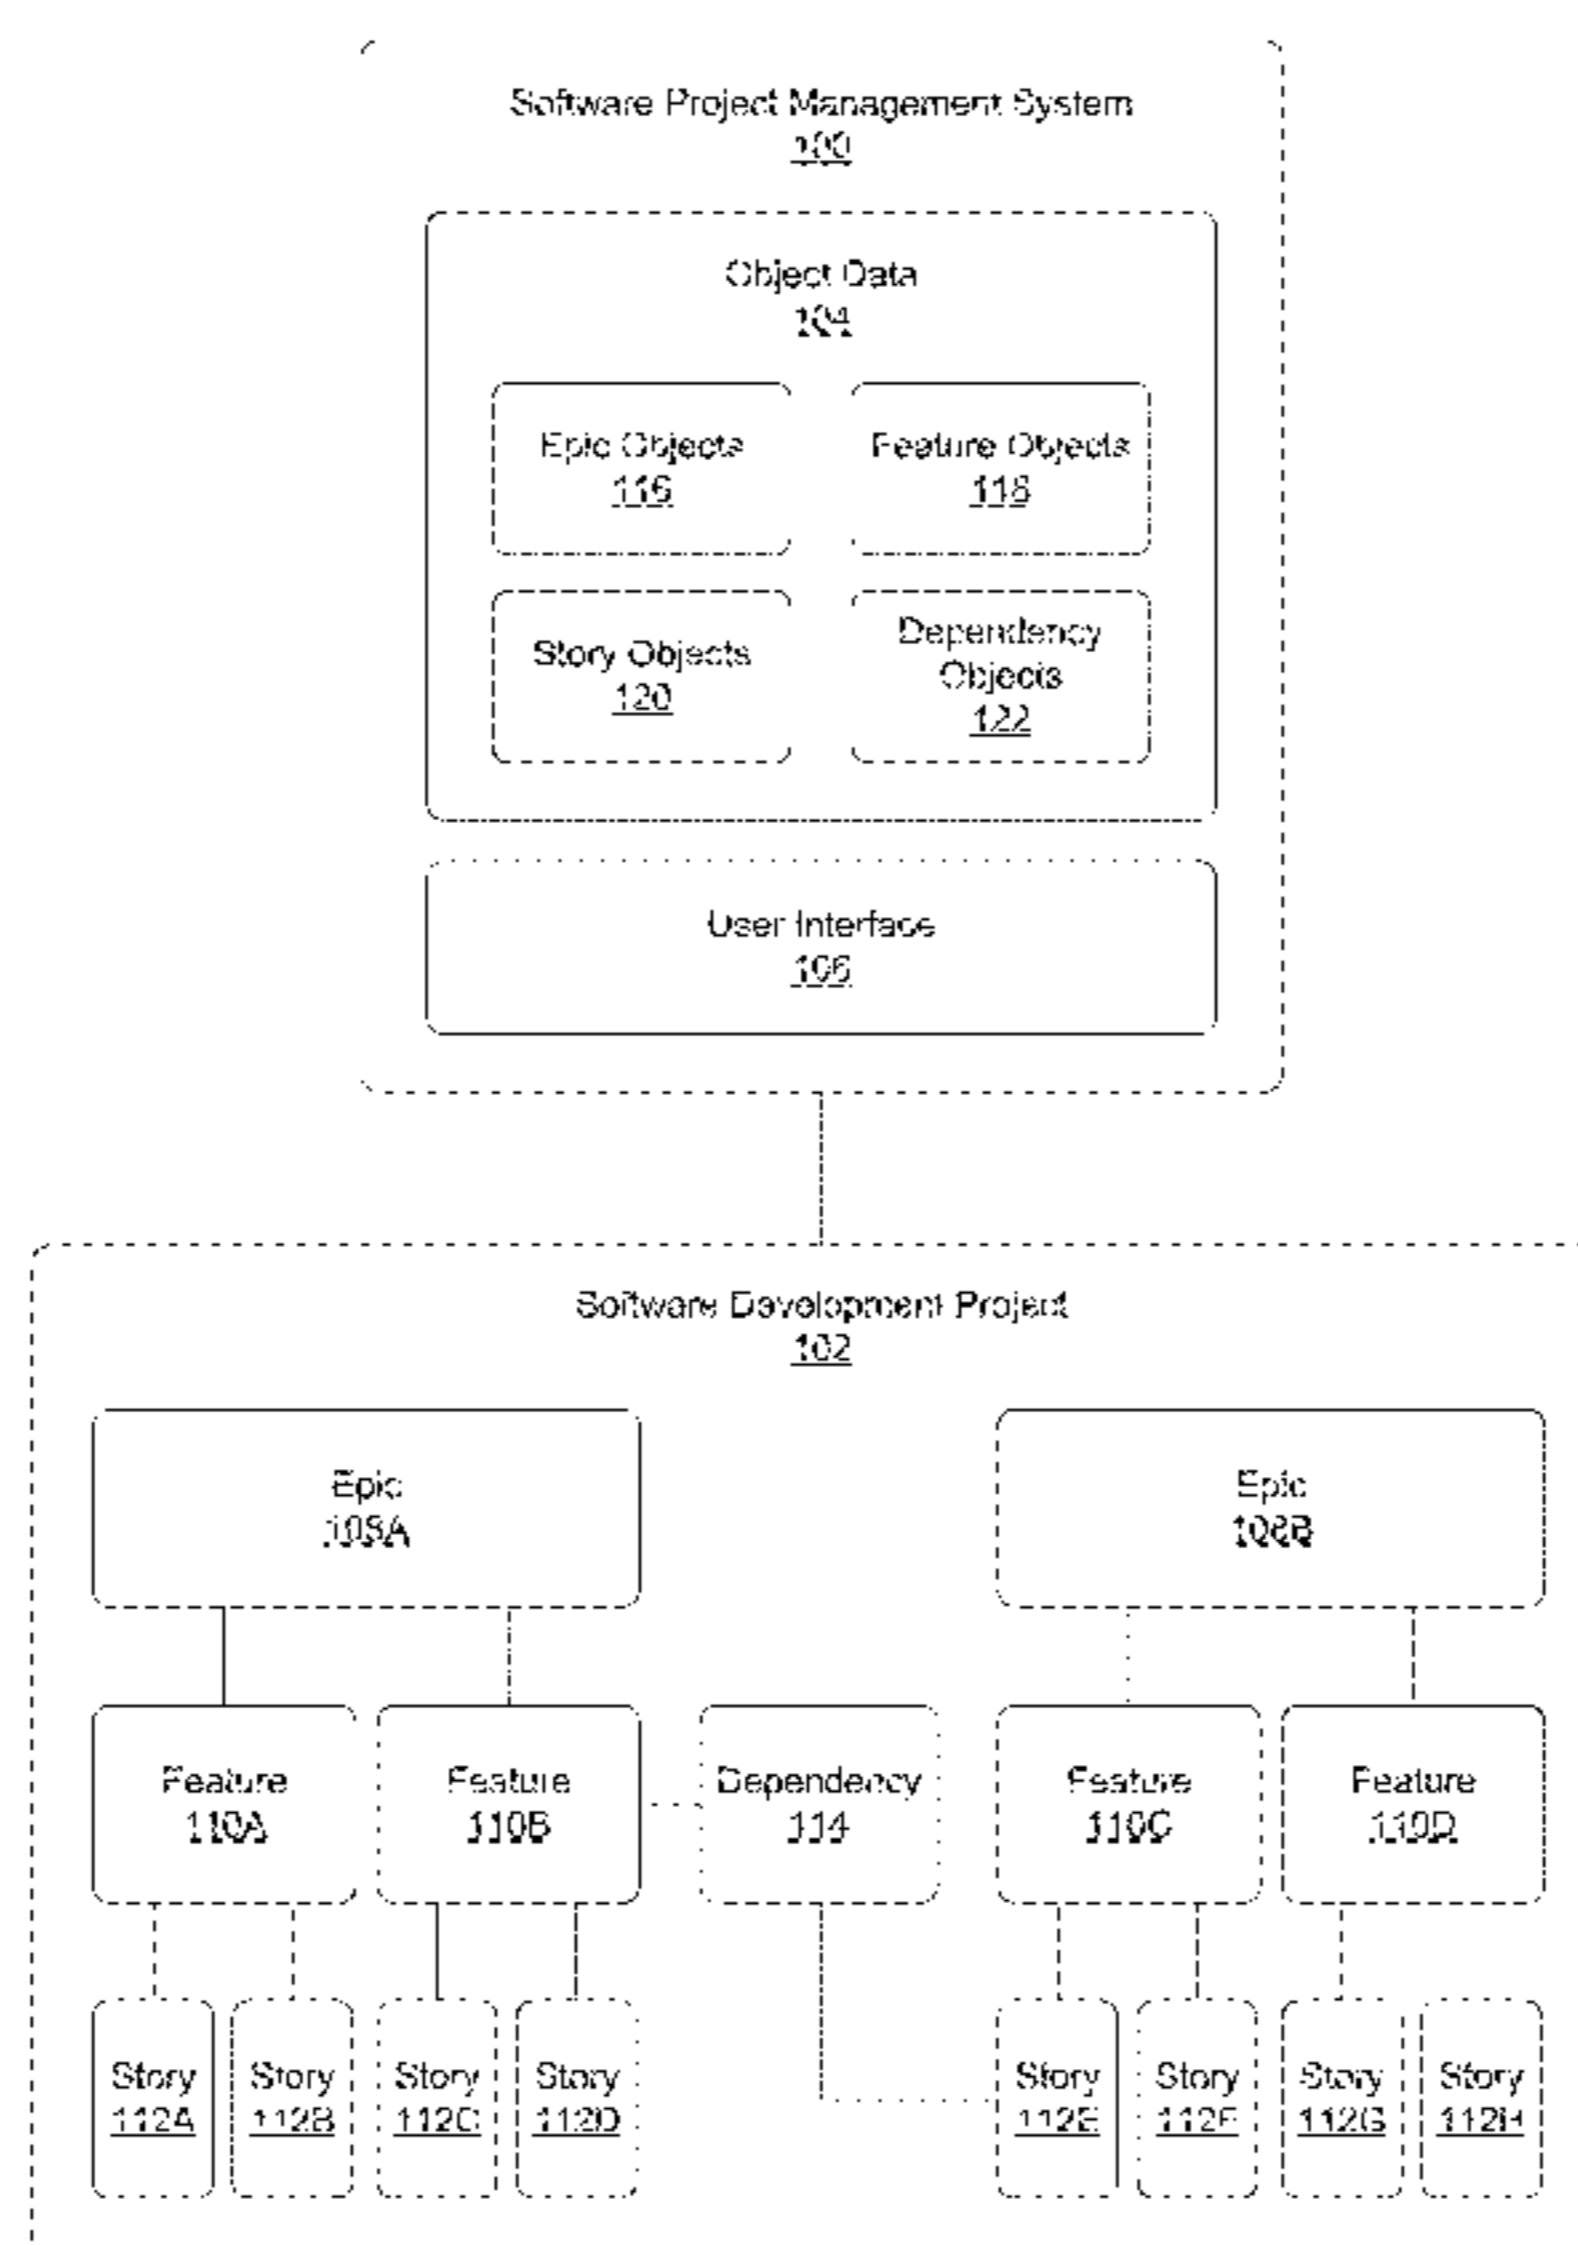 Software Project Management System
100
Object Data
104
Epic Objects
116
Feature Objects
118
Story Objects
120
Dependency
Objects
122
User Interface
106
Software Development Project
102
Epic
108A
Epic
108B
Feature
110A
Feature
110B
Dependency
114
Feature
110C
Feature
110D
Story
112A
Story
112B
Story
112C
Story
112D
Story
112E
Story
112F
Story
112G
Story
112H